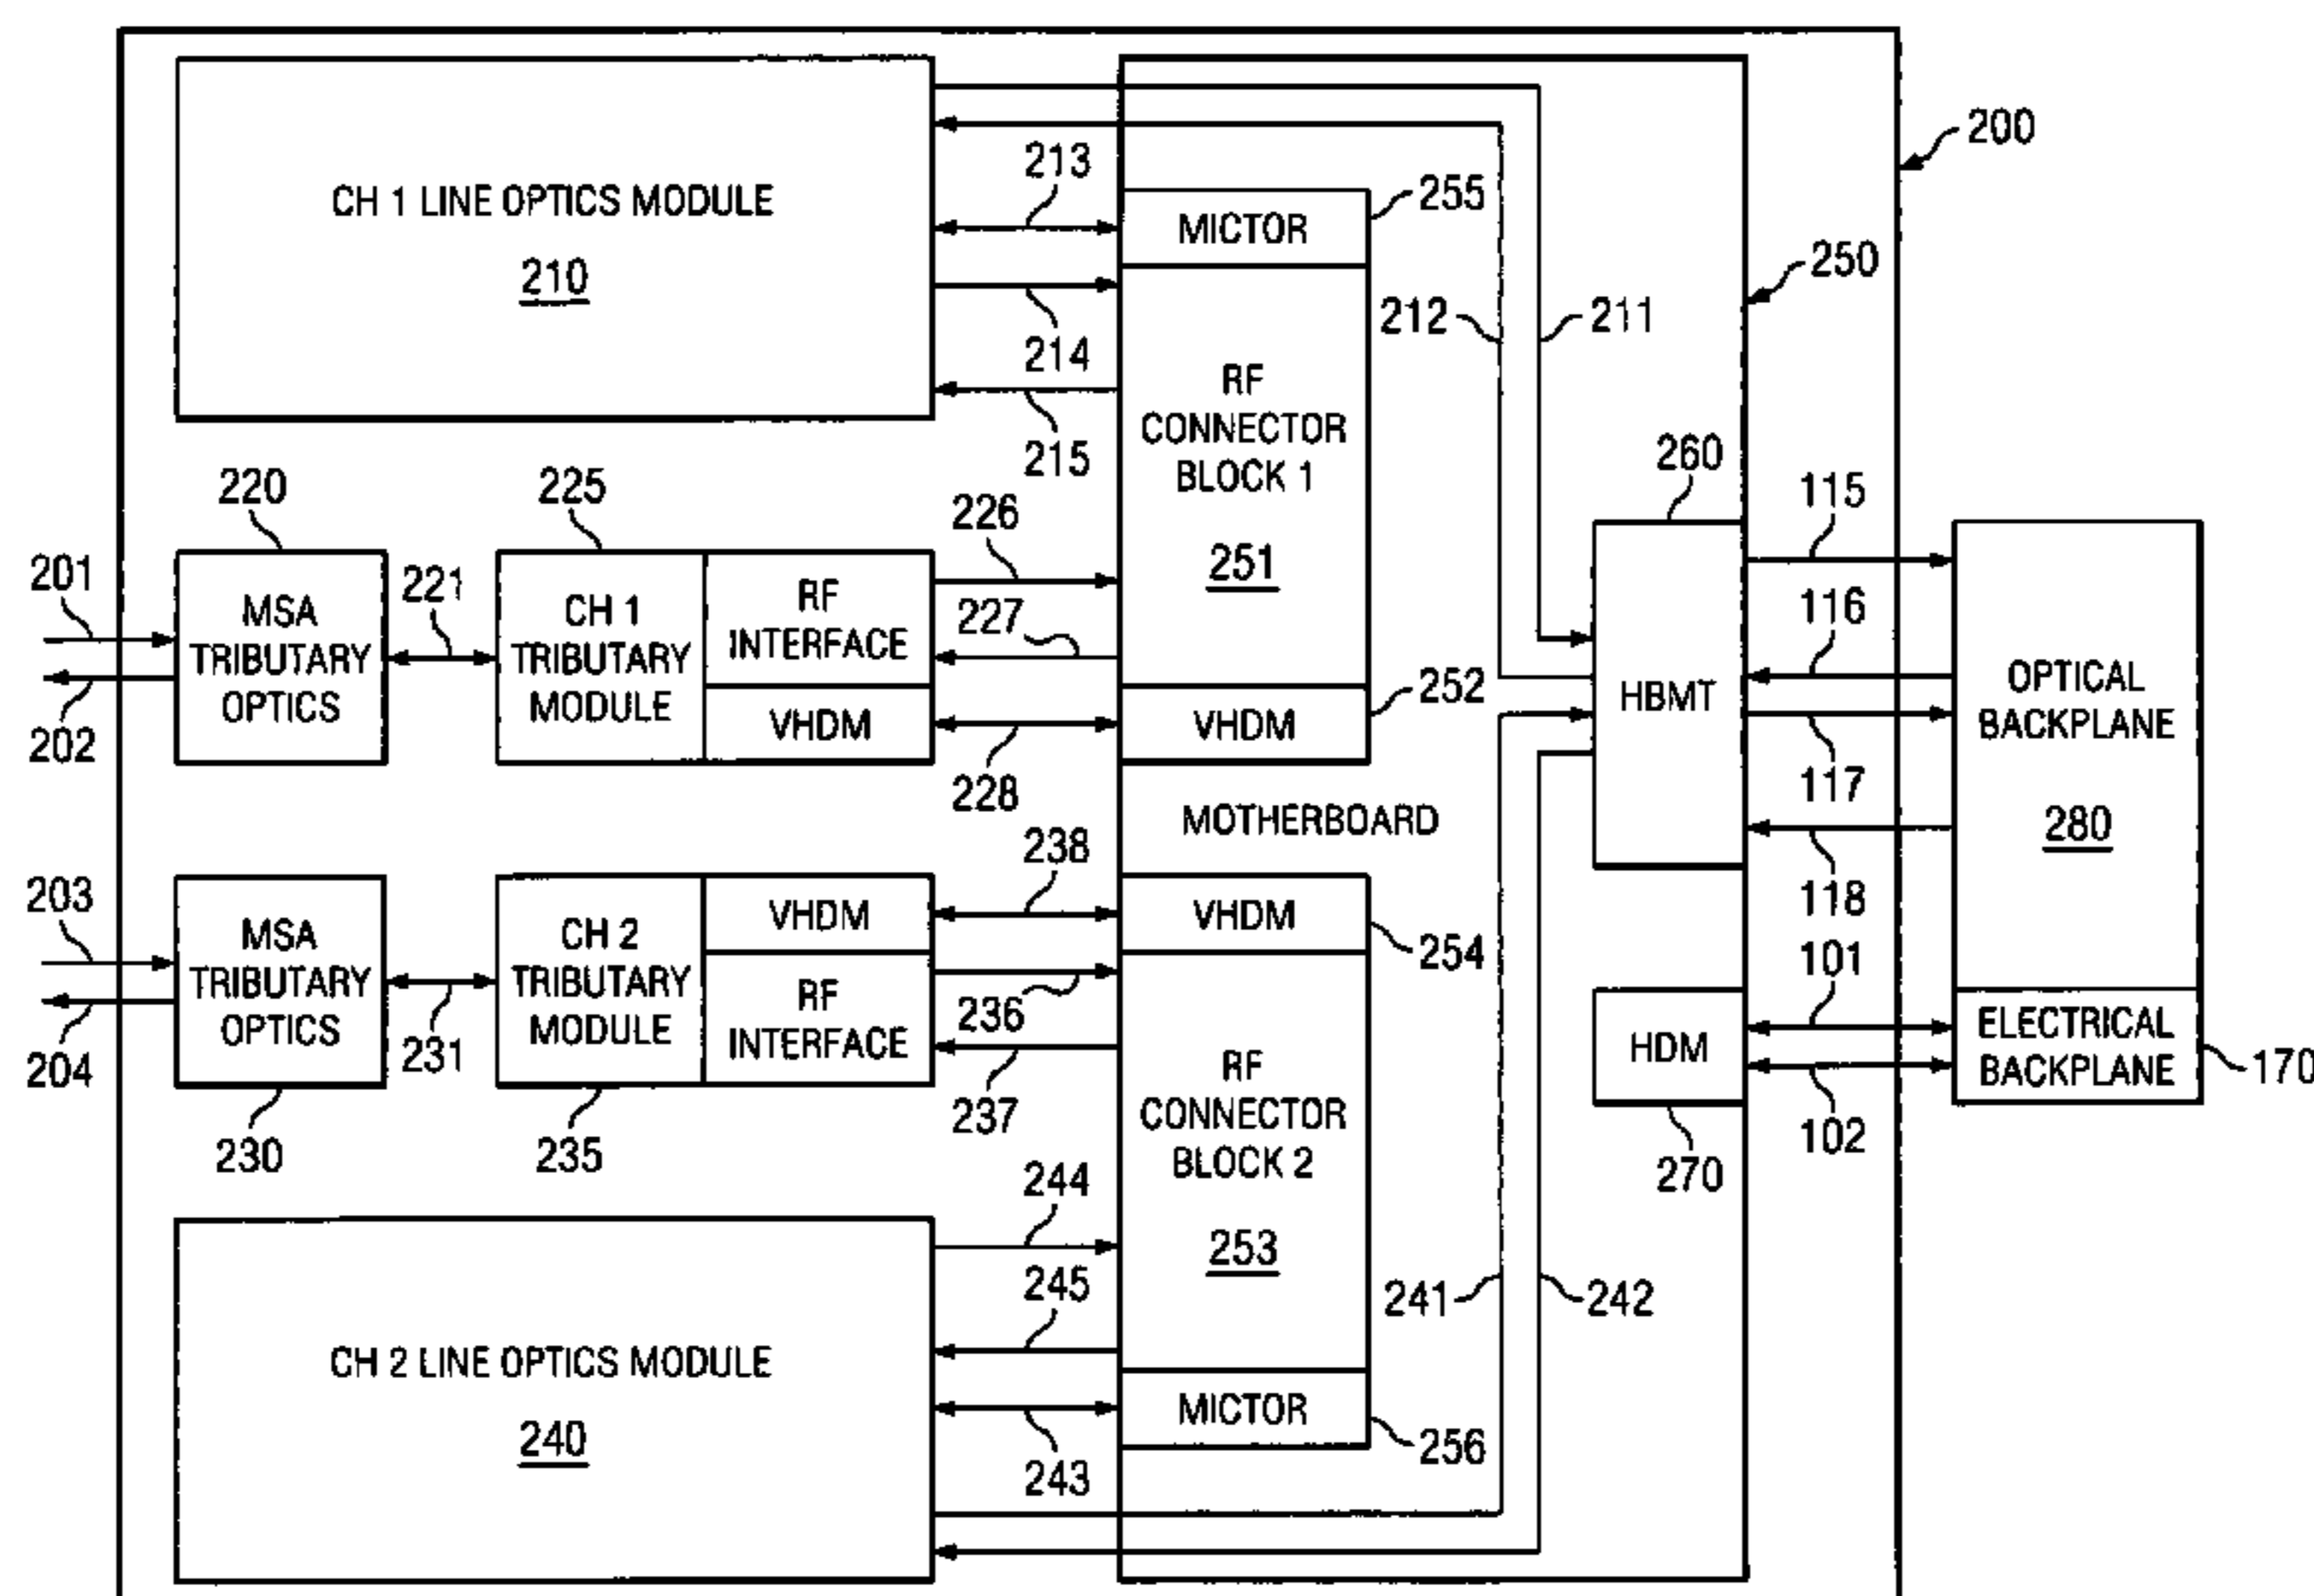 200
CH 1 LINE OPTICS MODULE
210
213
214
215
MICTOR
255
RF
CONNECTOR
BLOCK 1
251
212
211
250
220
225
226
227
228
201
202
MSA
TRIBUTARY
OPTICS
221
CH 1
TRIBUTARY
MODULE
RF
INTERFACE
VHDM
VHDM
252
260
HBMT
115
116
117
118
OPTICAL
BACKPLANE
280
MOTHERBOARD
203
204
MSA
TRIBUTARY
OPTICS
230
231
CH 2
TRIBUTARY
MODULE
235
VHDM
RF
INTERFACE
238
236
237
VHDM
254
RF
CONNECTOR
BLOCK 2
253
HDM
270
101
102
ELECTRICAL
BACKPLANE
170
244
245
243
241
242
CH 2 LINE OPTICS MODULE
240
MICTOR
256